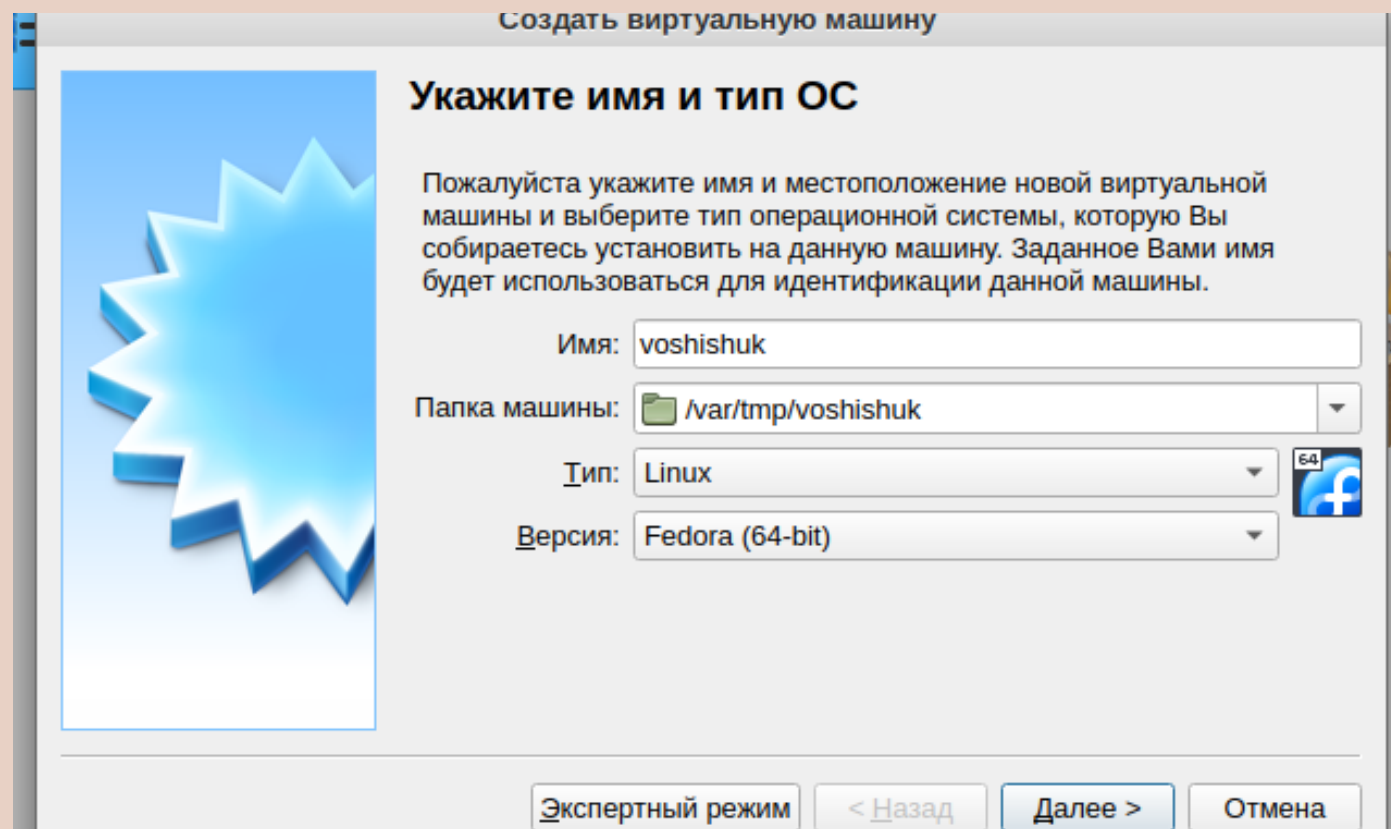 Создать виртуальную машину
Укажите имя и тип ОС
Пожалуйста укажите имя и местоположение новой виртуальной
машины и выберите тип операционной системы, которую Вы
собираетесь установить на данную машину. Заданное Вами имя
будет использоваться для идентификации данной машины.
Имя: voshishuk
Папка машины: /var/tmp/voshishuk
Тип: Linux
64
Версия: Fedora (64-bit)
Экспертный режим < Назад Далее > Отмена